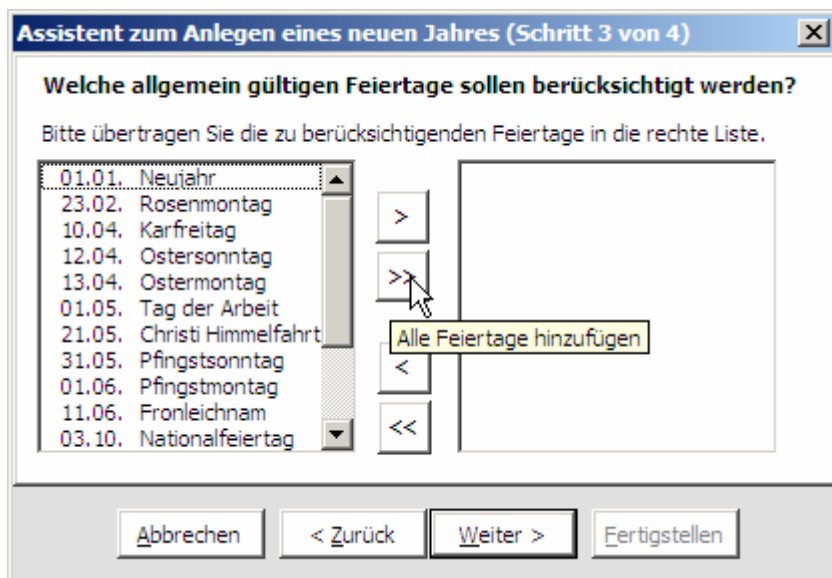 Assistent zum Anlegen eines neuen Jahres (Schritt 3 von 4)
Welche allgemein gültigen Feiertage sollen berücksichtigt werden?
Bitte übertragen Sie die zu berücksichtigenden Feiertage in die rechte Liste.
01.01. Neujahr
23.02. Rosenmontag
10.04. Karfreitag
12.04. Ostersonntag
13.04. Ostermontag
01.05. Tag der Arbeit
21.05. Christi Himmelfahrt
31.05. Pfingstsonntag
01.06. Pfingstmontag
11.06. Fronleichnam
03.10. Nationalfeiertag
>
>>
Alle Feiertage hinzufügen
<
<<
Abbrechen
< Zurück
Weiter >
Fertigstellen